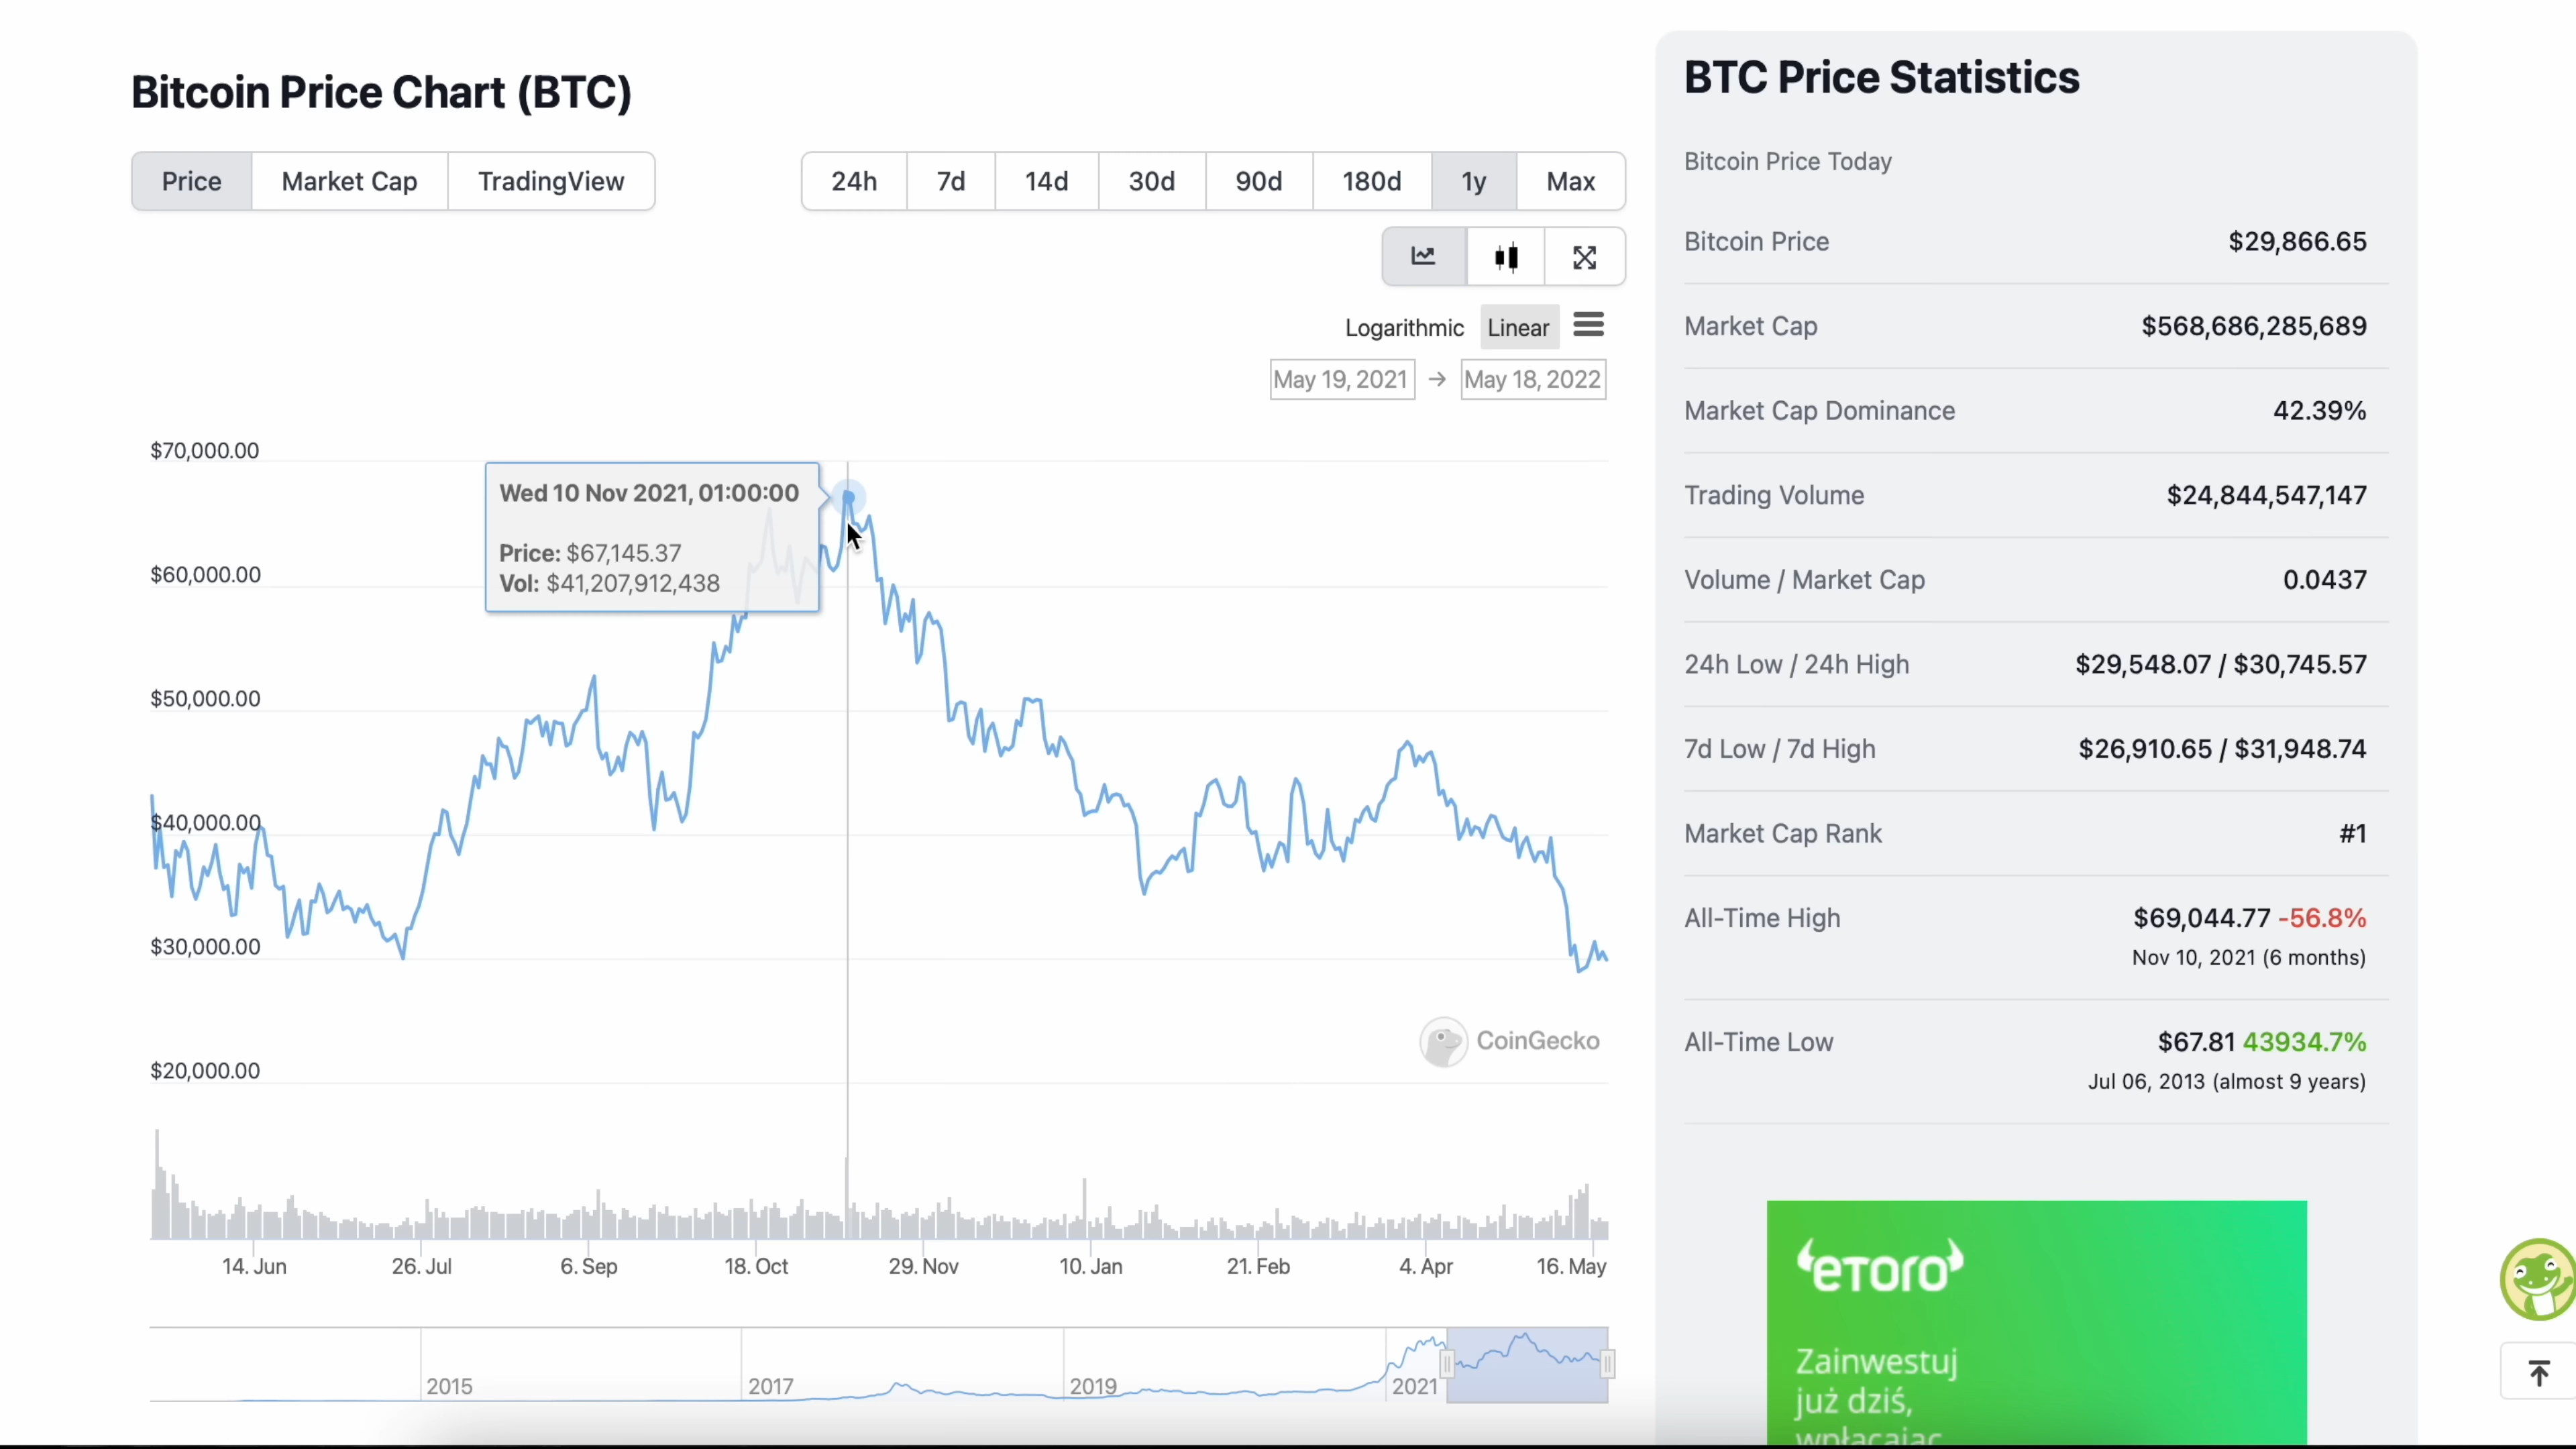 Bitcoin Price Chart (BTC)
Price Market Cap TradingView
24h 7d 14d 30d 90d 180d 1y Max
Logarithmic Linear
May 19, 2021 → May 18, 2022
$70,000.00
$60,000.00
$50,000.00
$40,000.00
$30,000.00
$20,000.00
Wed 10 Nov 2021, 01:00:00
Price: $67,145.37
Vol: $41,207,912,438
CoinGecko
14. Jun 26. Jul 6. Sep 18. Oct 29. Nov 10. Jan 21. Feb 4. Apr 16. May
2015 2017 2019 2021
BTC Price Statistics
Bitcoin Price Today
Bitcoin Price $29,866.65
Market Cap $568,686,285,689
Market Cap Dominance 42.39%
Trading Volume $24,844,547,147
Volume / Market Cap 0.0437
24h Low / 24h High $29,548.07 / $30,745.57
7d Low / 7d High $26,910.65 / $31,948.74
Market Cap Rank #1
All-Time High $69,044.77 -56.8%
Nov 10, 2021 (6 months)
All-Time Low $67.81 43934.7%
Jul 06, 2013 (almost 9 years)
eToro
Zainwestuj
już dziś,
wpłacając